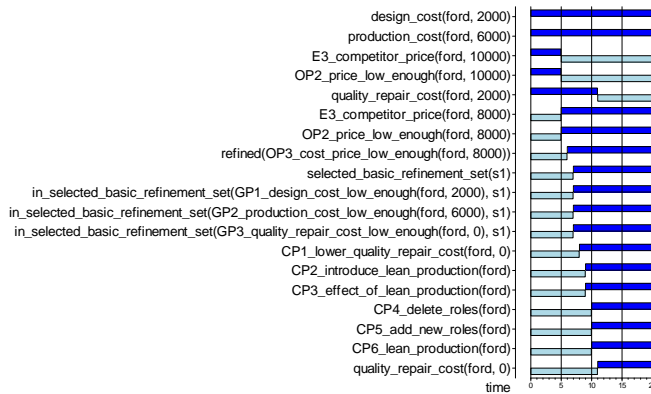 design_cost(ford, 2000)
production_cost(ford, 6000)
E3_competitor_price(ford, 10000)
OP2_price_low_enough(ford, 10000)
quality_repair_cost(ford, 2000)
E3_competitor_price(ford, 8000)
OP2_price_low_enough(ford, 8000)
refined(OP3_cost_price_low_enough(ford, 8000))
selected_basic_refinement_set(s1)
in_selected_basic_refinement_set(GP1_design_cost_low_enough(ford, 2000), s1)
in_selected_basic_refinement_set(GP2_production_cost_low_enough(ford, 6000), s1)
in_selected_basic_refinement_set(GP3_quality_repair_cost_low_enough(ford, 0), s1)
CP1_lower_quality_repair_cost(ford, 0)
CP2_introduce_lean_production(ford)
CP3_effect_of_lean_production(ford)
CP4_delete_roles(ford)
CP5_add_new_roles(ford)
CP6_lean_production(ford)
quality_repair_cost(ford, 0)
time 0 5 10 15